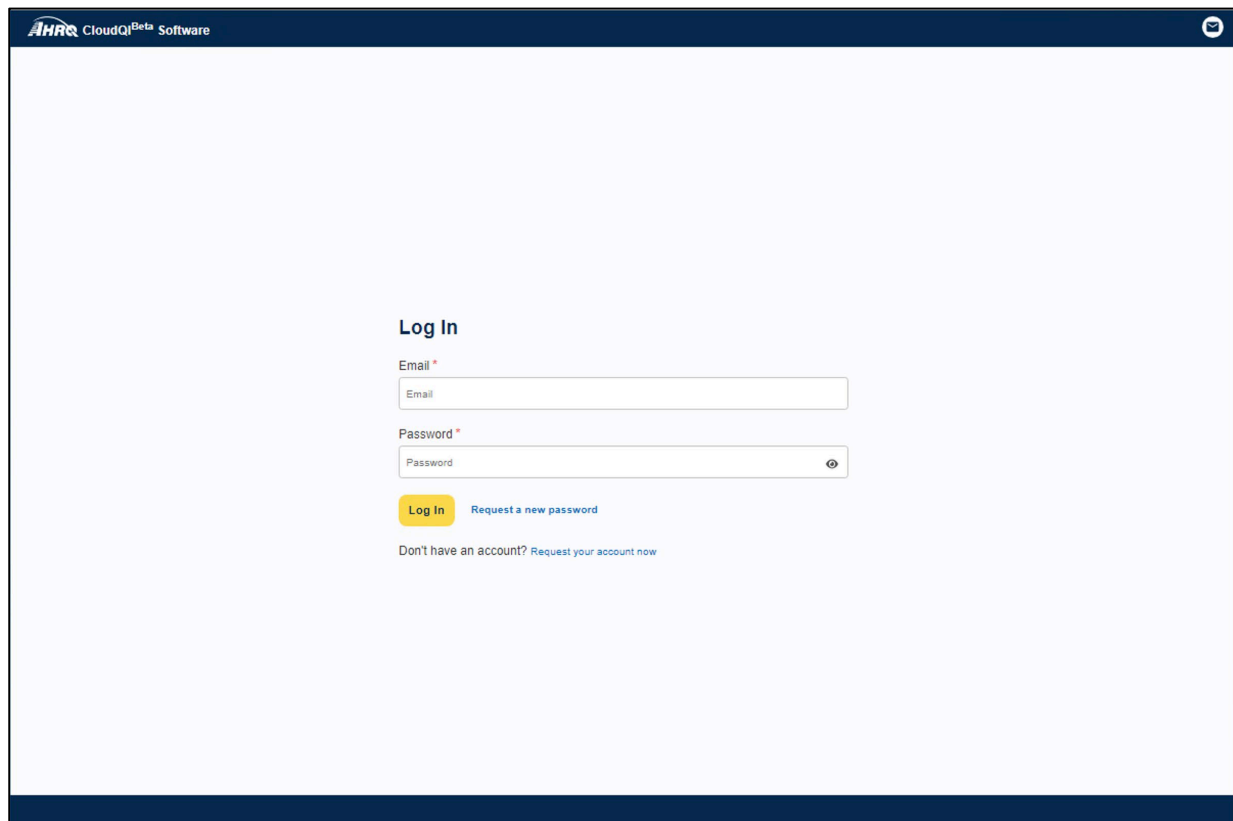 AHRQ CloudQIBeta Software
Log In
Email *
Email
Password *
Password
Log In Request a new password
Don't have an account? Request your account now